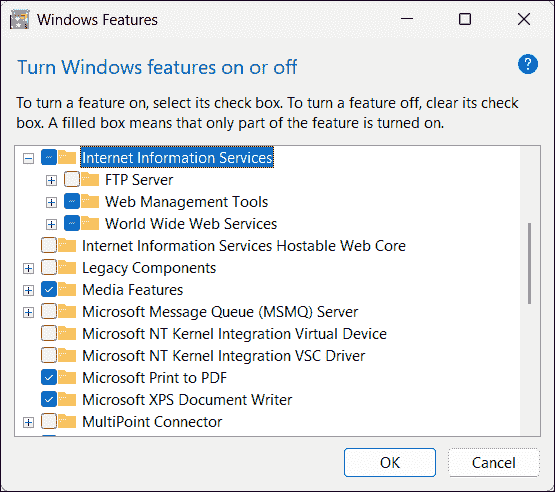 Windows Features
Turn Windows features on or off
?
To turn a feature on, select its check box. To turn a feature off, clear its check
box. A filled box means that only part of the feature is turned on.
Internet Information Services
FTP Server
Web Management Tools
World Wide Web Services
Internet Information Services Hostable Web Core
Legacy Components
Media Features
Microsoft Message Queue (MSMQ) Server
Microsoft NT Kernel Integration Virtual Device
Microsoft NT Kernel Integration VSC Driver
Microsoft Print to PDF
Microsoft XPS Document Writer
MultiPoint Connector
OK Cancel